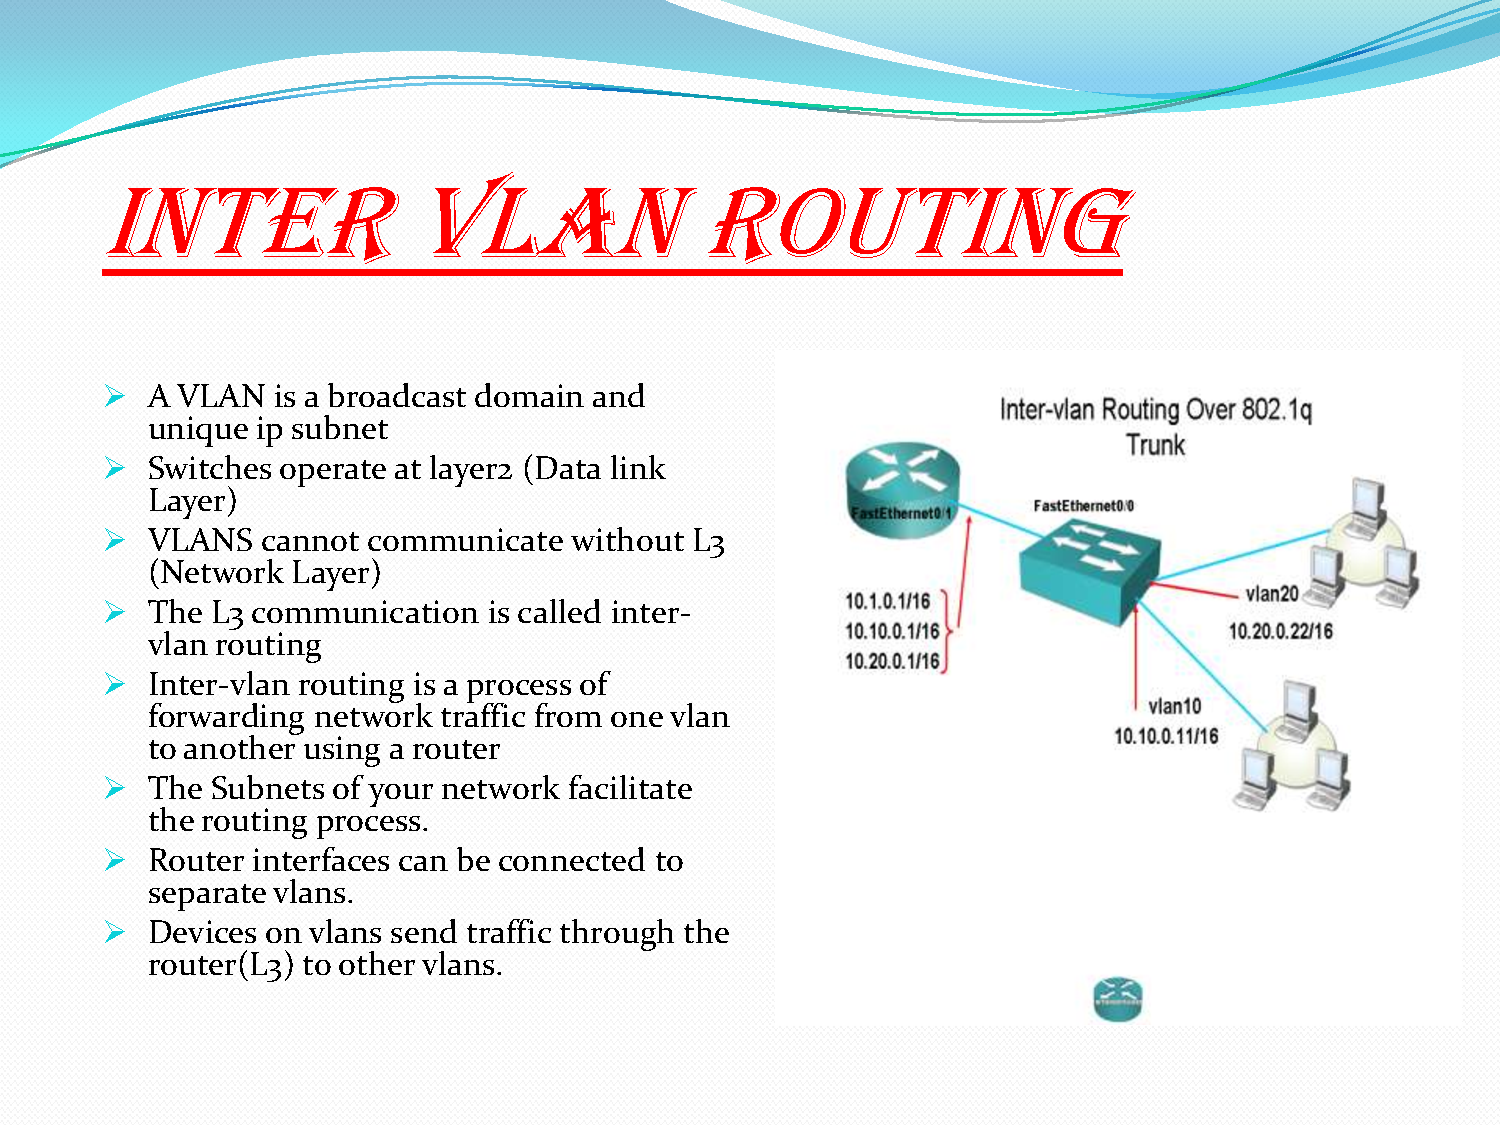 INTER VLAN ROUTING
A VLAN is a broadcast domain and
unique ip subnet
Switches operate at layer2 (Data link
Layer)
VLANS cannot communicate without L3
(Network Layer)
The L3 communication is called inter-
vlan routing
Inter-vlan routing is a process of
forwarding network traffic from one vlan
to another using a router
The Subnets of your network facilitate
the routing process.
Router interfaces can be connected to
separate vlans.
Devices on vlans send traffic through the
router(L3) to other vlans.
Inter-vlan Routing Over 802.1q
Trunk
FastEthernet0/1
FastEthernet0/0
10.1.0.1/16
10.10.0.1/16
10.20.0.1/16
vlan20
10.20.0.22/16
vlan10
10.10.0.11/16